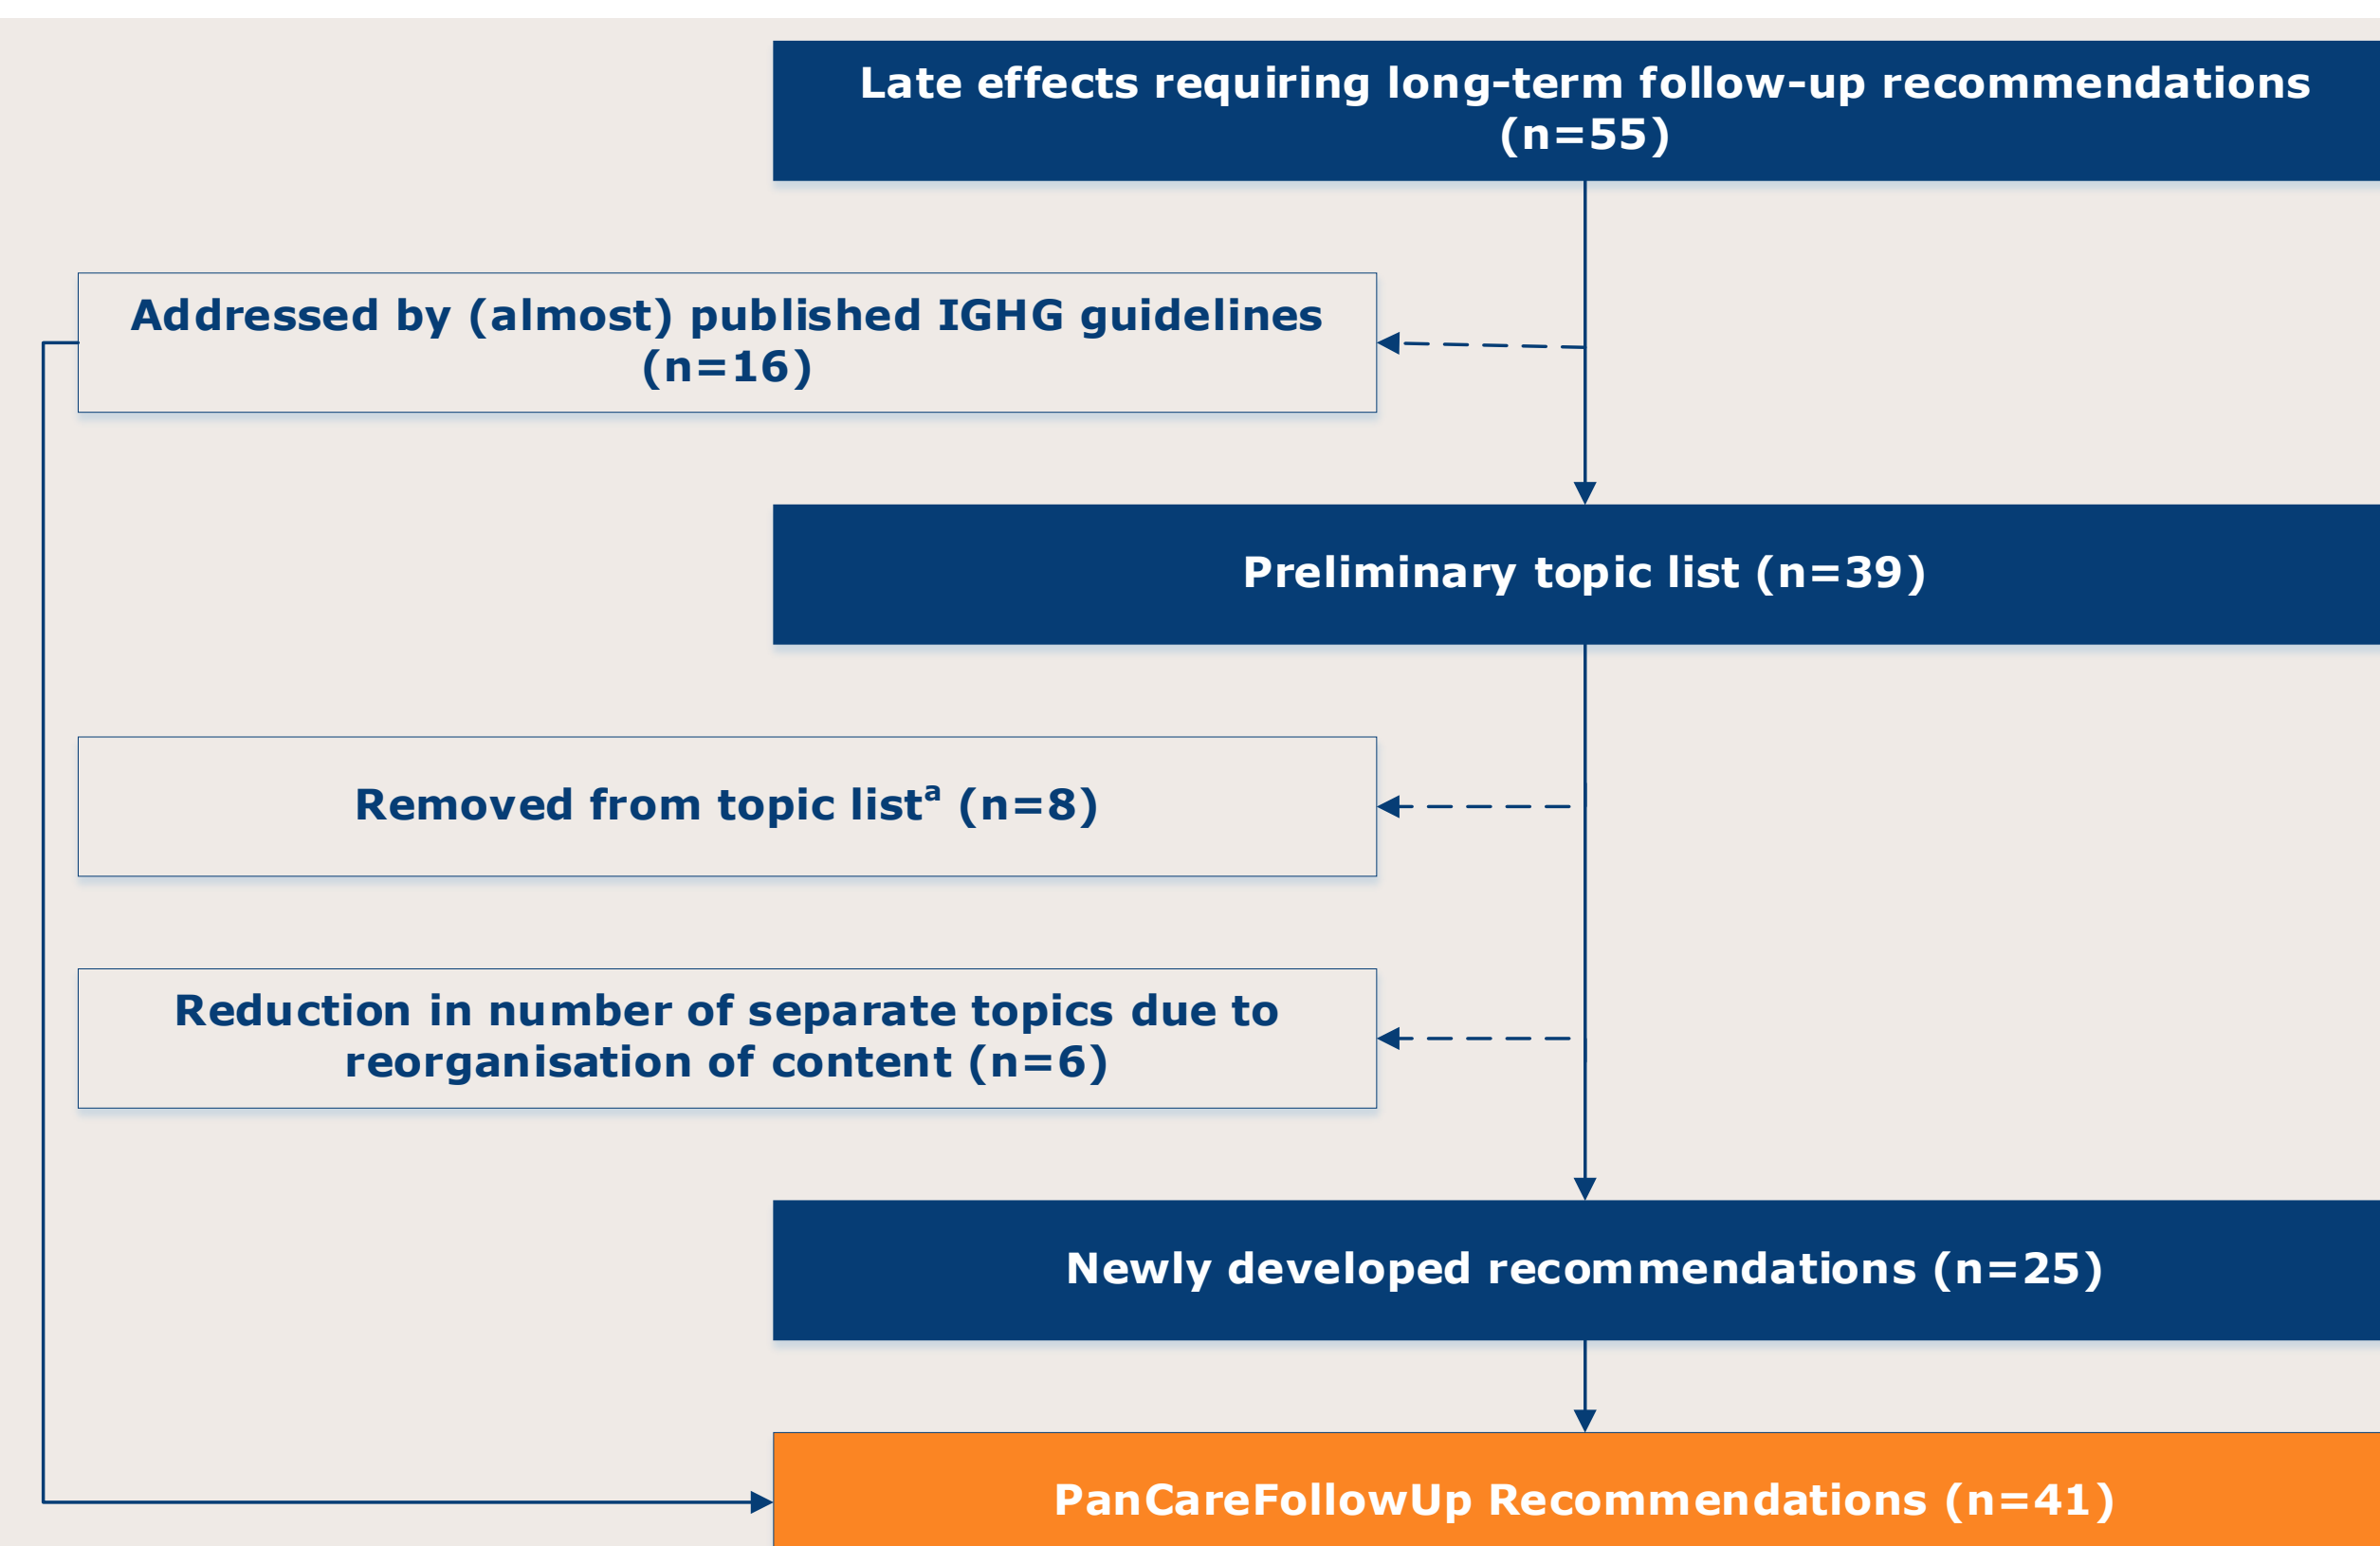 Late effects requiring long-term follow-up recommendations
(n=55)
Addressed by (almost) published IGHG guidelines
(n=16)
Preliminary topic list (n=39)
Removed from topic listᵃ (n=8)
Reduction in number of separate topics due to
reorganisation of content (n=6)
Newly developed recommendations (n=25)
PanCareFollowUp Recommendations (n=41)